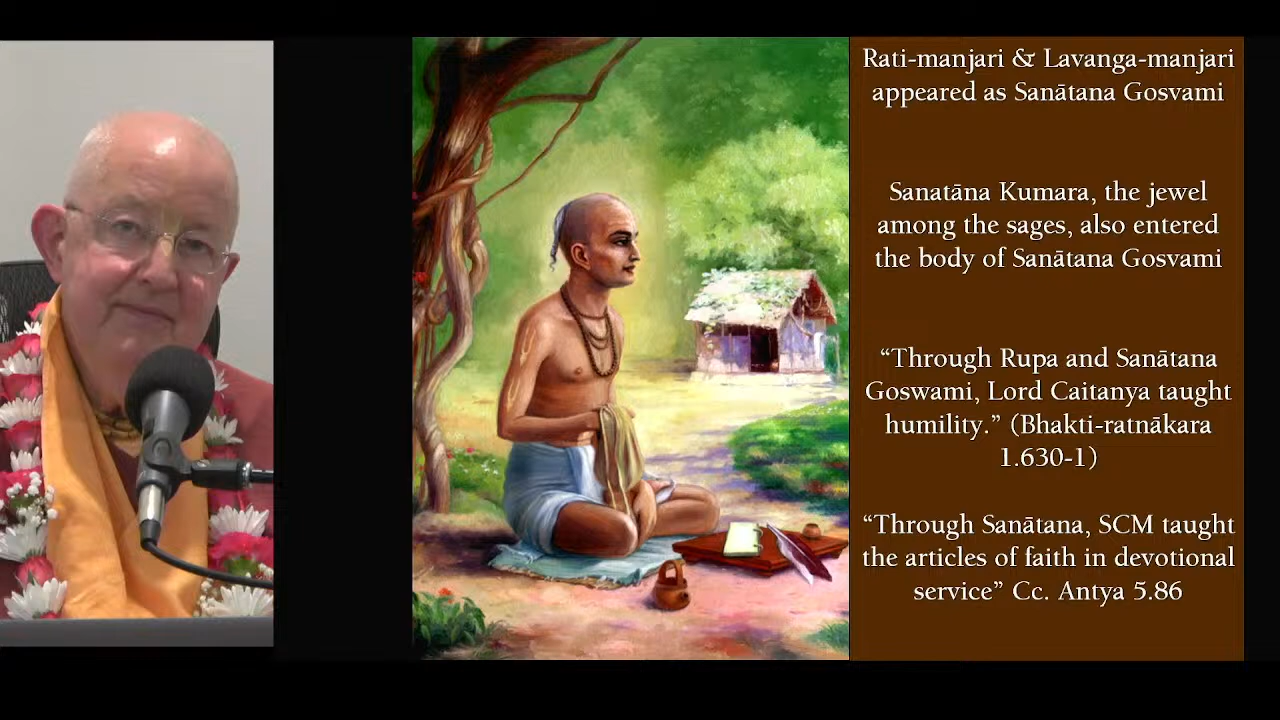 Rati-manjari & Lavanga-manjari
appeared as Sanātana Gosvami
Sanatāna Kumara, the jewel
among the sages, also entered
the body of Sanātana Gosvami
“Through Rupa and Sanātana
Goswami, Lord Caitanya taught
humility.” (Bhakti-ratnākara
1.630-1)
“Through Sanātana, SCM taught
the articles of faith in devotional
service” Cc. Antya 5.86